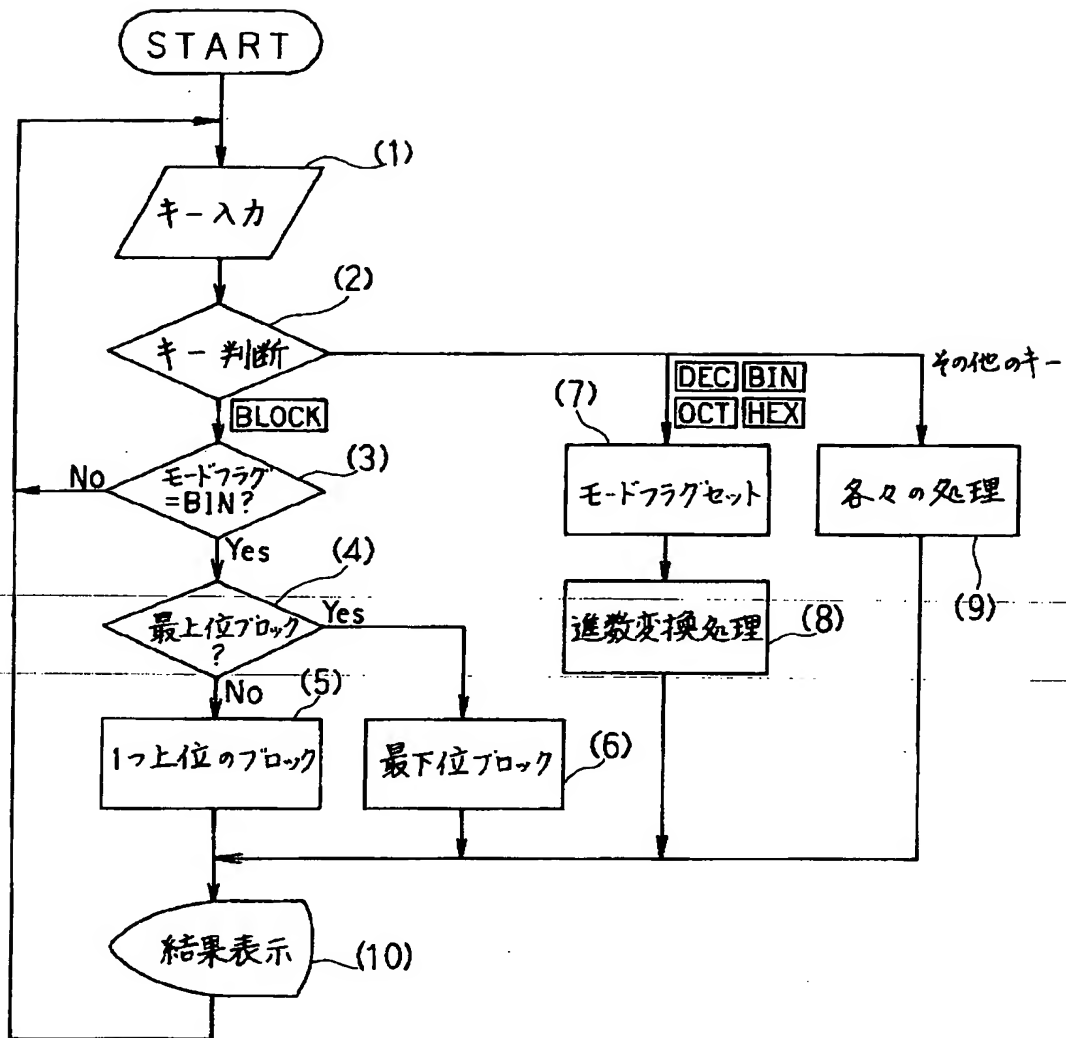 START
(1)
キー入力
(2)
キー判断
その他のキー
DEC BIN
OCT HEX
(7)
BLOCK
(3)
No
モードフラグ
=BIN?
モードフラグセット
各々の処理
Yes
(4)
(9)
最上位ブロック
?
Yes
進数変換処理
(8)
No
(5)
1つ上位のブロック
最下位ブロック
(6)
結果表示
(10)